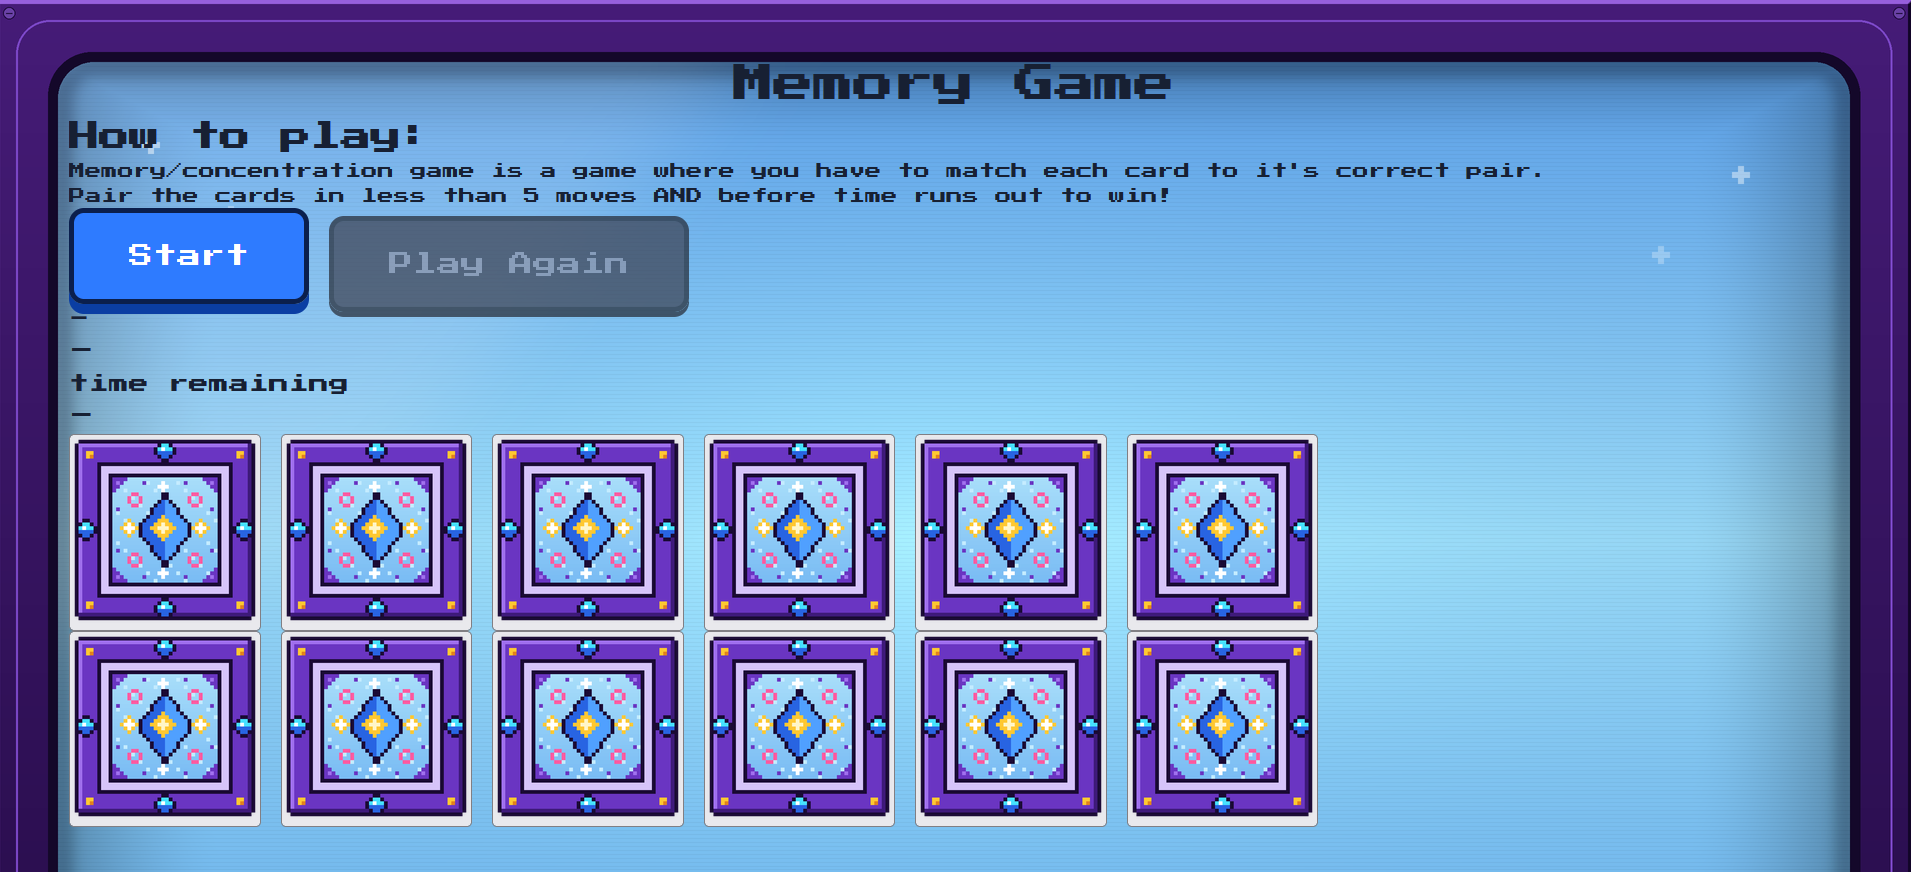 Memory Game
How to play:
Memory/concentration game is a game where you have to match each card to it's correct pair.
Pair the cards in less than 5 moves AND before time runs out to win!
Start
Play Again
—
—
time remaining
—